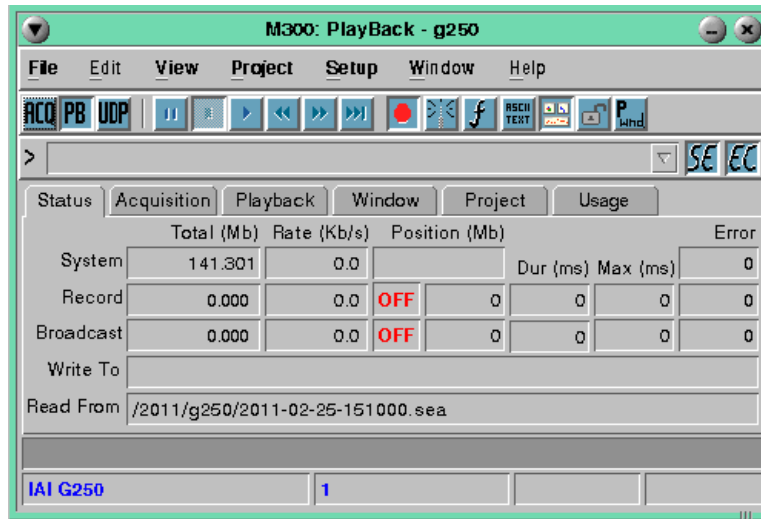 M300: PlayBack - g250
File Edit View Project Setup Window Help
ACQ PB UDP ASCII TEXT P Wnd
> SE EC
Status Acquisition Playback Window Project Usage
Total (Mb) Rate (Kb/s) Position (Mb) Error
System 141.301 0.0 Dur (ms) Max (ms) 0
Record 0.000 0.0 OFF 0 0 0 0
Broadcast 0.000 0.0 OFF 0 0 0 0
Write To
Read From /2011/g250/2011-02-25-151000.sea
IAI G250 1